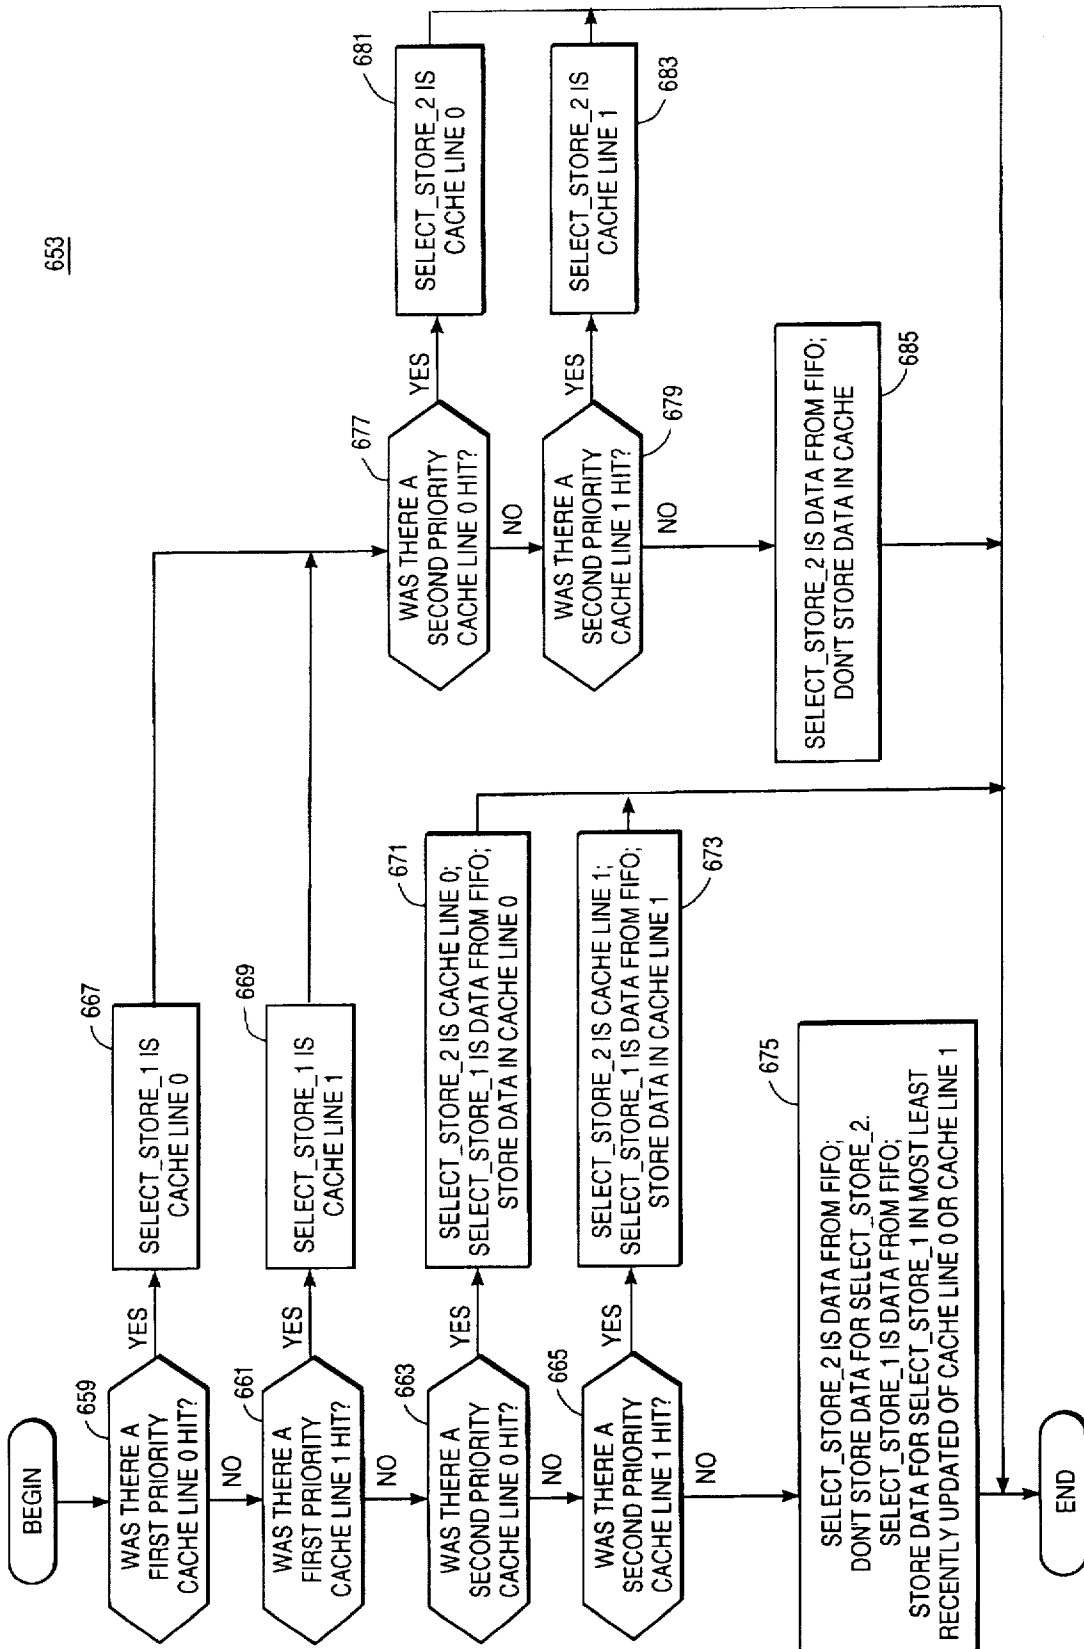 653
BEGIN
659
WAS THERE A
FIRST PRIORITY
CACHE LINE 0 HIT?
YES
NO
667
SELECT_STORE_1 IS
CACHE LINE 0
661
WAS THERE A
FIRST PRIORITY
CACHE LINE 1 HIT?
YES
NO
669
SELECT_STORE_1 IS
CACHE LINE 1
663
WAS THERE A
SECOND PRIORITY
CACHE LINE 0 HIT?
YES
NO
671
SELECT_STORE_2 IS CACHE LINE 0;
SELECT_STORE_1 IS DATA FROM FIFO;
STORE DATA IN CACHE LINE 0
665
WAS THERE A
SECOND PRIORITY
CACHE LINE 1 HIT?
YES
NO
673
SELECT_STORE_2 IS CACHE LINE 1;
SELECT_STORE_1 IS DATA FROM FIFO;
STORE DATA IN CACHE LINE 1
675
SELECT_STORE_2 IS DATA FROM FIFO;
DON'T STORE DATA FOR SELECT_STORE_2.
SELECT_STORE_1 IS DATA FROM FIFO;
STORE DATA FOR SELECT_STORE_1 IN MOST LEAST
RECENTLY UPDATED OF CACHE LINE 0 OR CACHE LINE 1
677
WAS THERE A
SECOND PRIORITY
CACHE LINE 0 HIT?
YES
NO
681
SELECT_STORE_2 IS
CACHE LINE 0
679
WAS THERE A
SECOND PRIORITY
CACHE LINE 1 HIT?
YES
NO
683
SELECT_STORE_2 IS
CACHE LINE 1
685
SELECT_STORE_2 IS DATA FROM FIFO;
DON'T STORE DATA IN CACHE
END